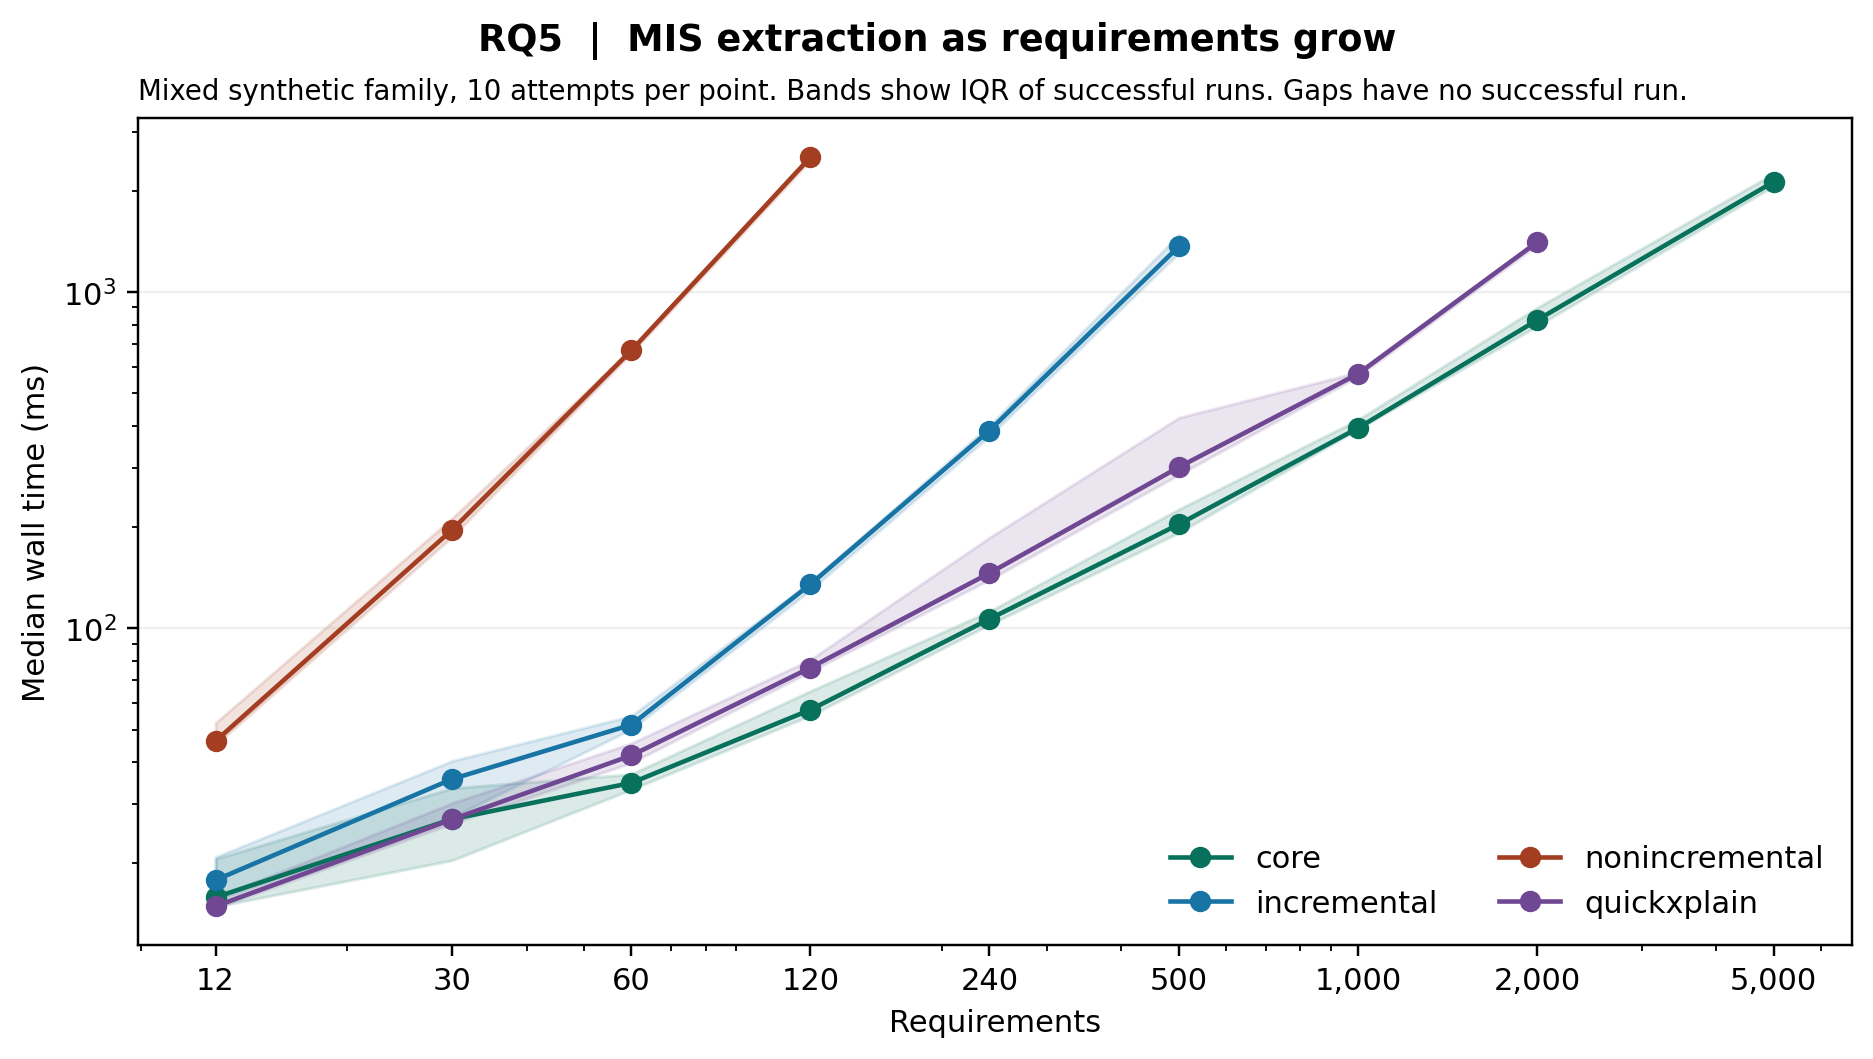 RQ5 | MIS extraction as requirements grow
Mixed synthetic family, 10 attempts per point. Bands show IQR of successful runs. Gaps have no successful run.
Median wall time (ms)
10³
10²
core
nonincremental
incremental
quickxplain
12 30 60 120 240 500 1,000 2,000 5,000
Requirements